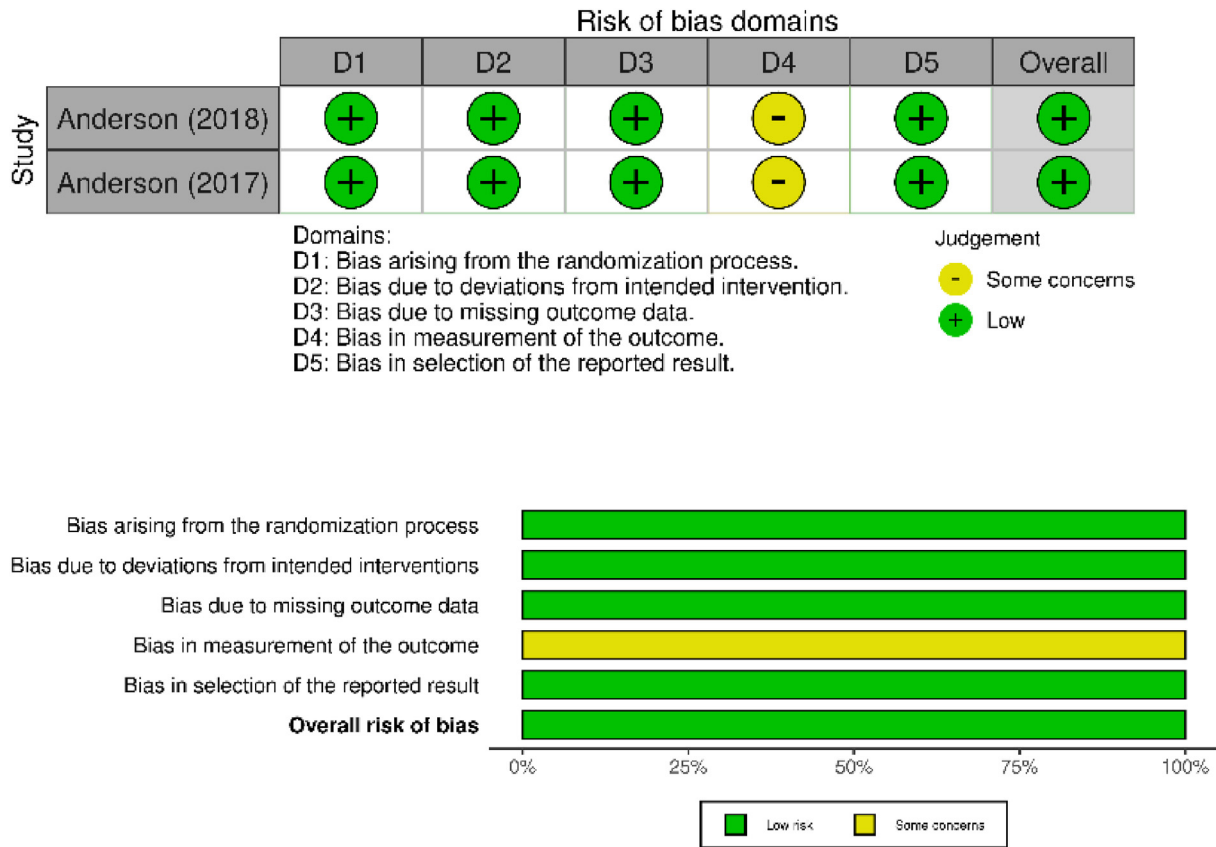 Risk of bias domains
D1 D2 D3 D4 D5 Overall
Study
Anderson (2018) + + + - + +
Anderson (2017) + + + - + +
Domains:
D1: Bias arising from the randomization process.
D2: Bias due to deviations from intended intervention.
D3: Bias due to missing outcome data.
D4: Bias in measurement of the outcome.
D5: Bias in selection of the reported result.
Judgement
- Some concerns
+ Low
Bias arising from the randomization process
Bias due to deviations from intended interventions
Bias due to missing outcome data
Bias in measurement of the outcome
Bias in selection of the reported result
Overall risk of bias
0% 25% 50% 75% 100%
Low risk Some concerns